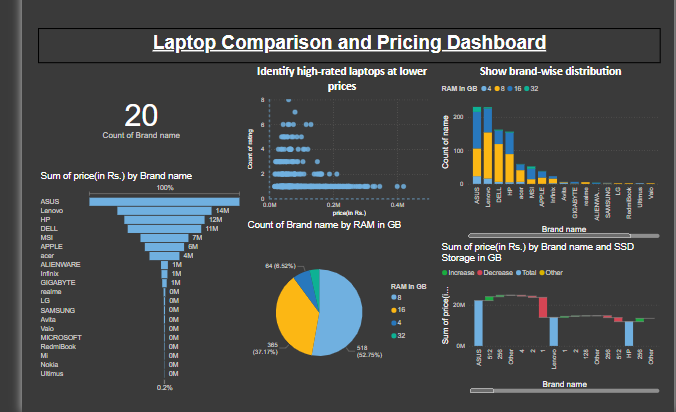 Laptop Comparison and Pricing Dashboard
20
Count of Brand name
Identify high-rated laptops at lower
prices
Count of rating
8
6
4
2
0
0.0M 0.2M 0.4M
price(in Rs.)
Show brand-wise distribution
RAM in GB 4 8 16 32
Count of name
200
100
0
ASUS
Lenovo
DELL
HP
acer
MSI
APPLE
Infinix
Avita
GIGABYTE
realme
ALIENWA...
SAMSUNG
LG
RedmiBook
Ultimus
Vaio
Brand name
Sum of price(in Rs.) by Brand name
100%
ASUS
Lenovo 14M
HP 12M
DELL 11M
MSI 7M
APPLE 6M
acer 4M
ALIENWARE 1M
Infinix 1M
GIGABYTE 1M
realme 0M
LG 0M
SAMSUNG 0M
Avita 0M
Vaio 0M
MICROSOFT 0M
RedmiBook 0M
MI 0M
Nokia 0M
Ultimus 0M
0.2%
Count of Brand name by RAM in GB
64 (6.52%)
365
(37.17%)
518
(52.75%)
RAM in GB
8
16
4
32
Sum of price(in Rs.) by Brand name and SSD
Storage in GB
Increase Decrease Total Other
Sum of price(i...
20M
0M
ASUS
512
256
Other
4
2
1
Lenovo
1
2
128
Other
256
512
HP
256
Other
Brand name